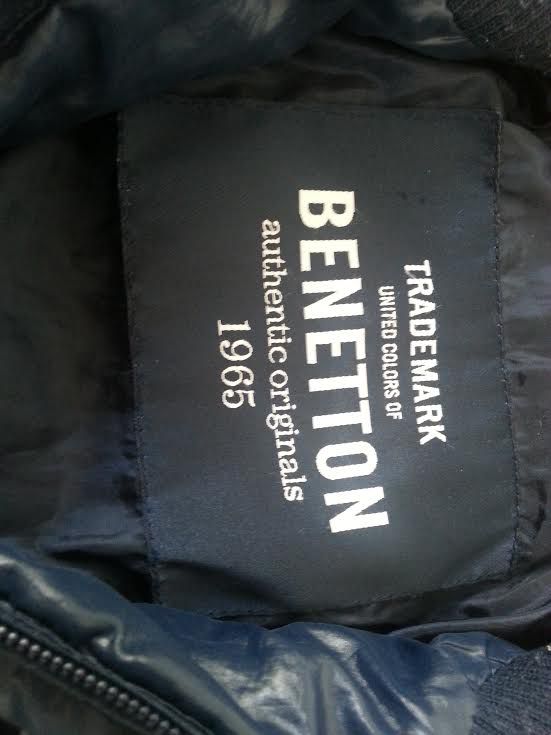 TRADEMARK
UNITED COLORS OF
BENETTON
authentic originals
1965